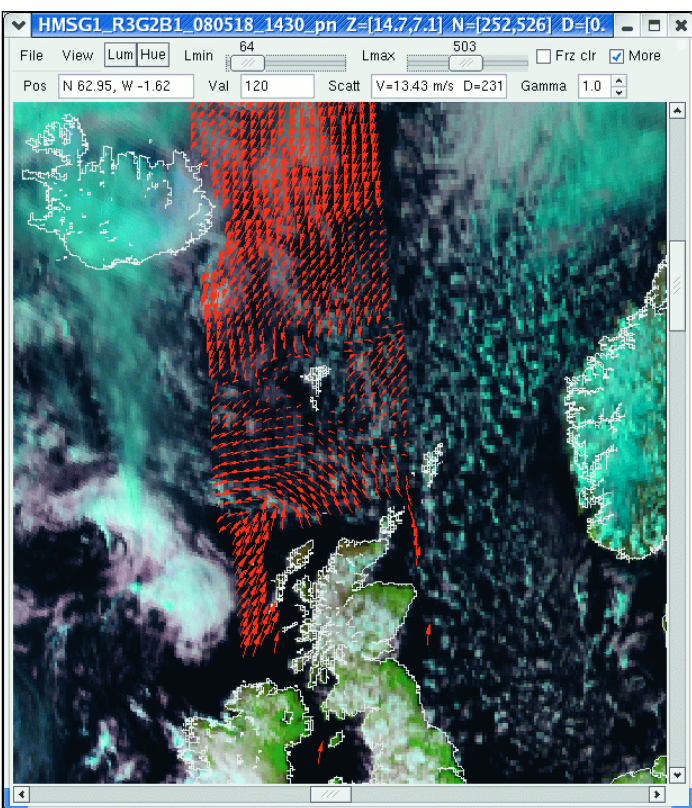 HMSG1_R3G2B1_080518_1430_pn Z=[14.7,7.1] N=[252,526] D=[0.
File View Lum Hue Lmin 64 Lmax 503 Frz clr More
Pos N 62.95, W -1.62 Val 120 Scatt V=13.43 m/s D=231 Gamma 1.0